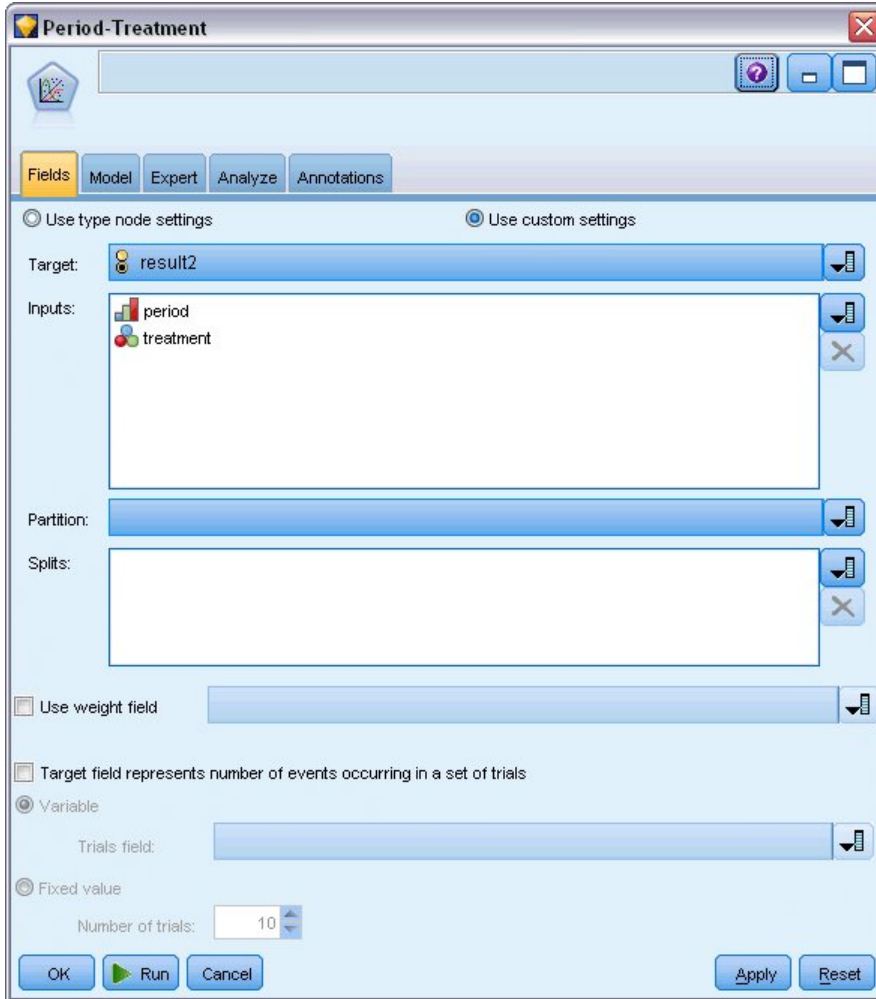 Period-Treatment
Fields Model Expert Analyze Annotations
Use type node settings Use custom settings
Target: result2
Inputs: period
treatment
Partition:
Splits:
Use weight field
Target field represents number of events occurring in a set of trials
Variable
Trials field:
Fixed value
Number of trials: 10
OK Run Cancel Apply Reset